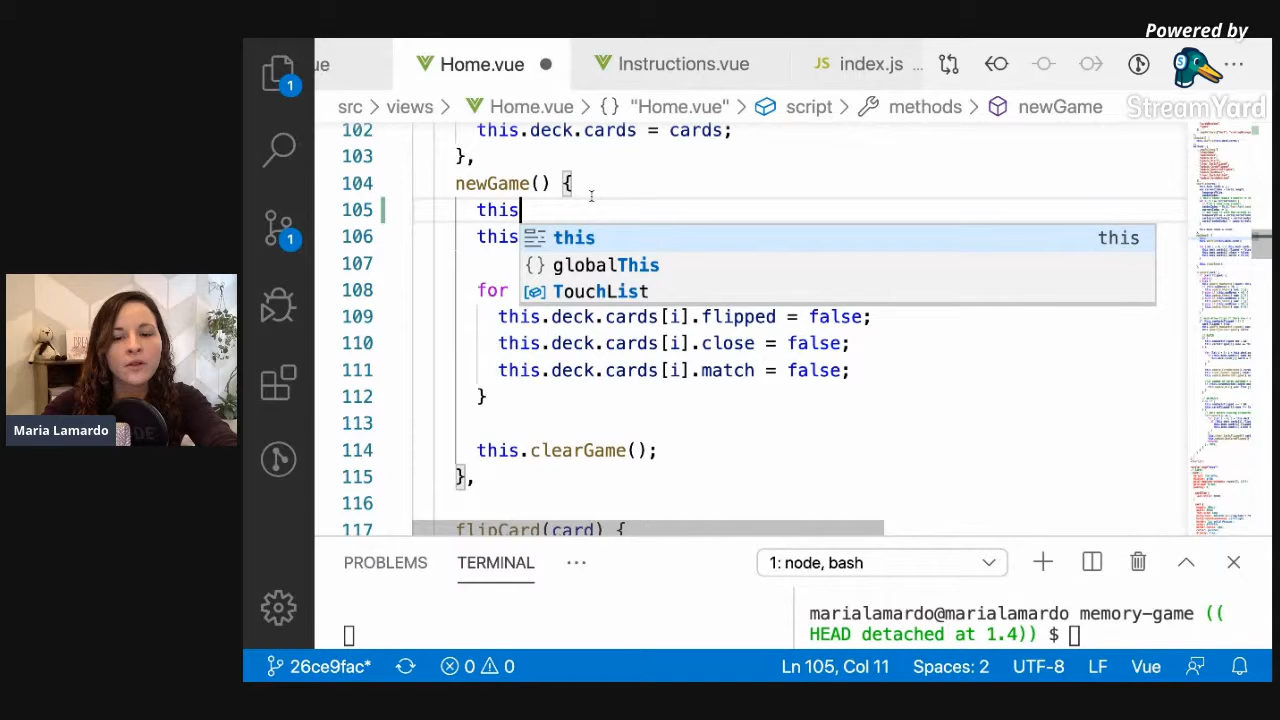 Powered by
StreamYard
ue
Home.vue
Instructions.vue
JS index.js ...
src > views > Home.vue > {} "Home.vue" > script > methods > newGame
102 this.deck.cards = cards;
103 },
104 newGame() {
105 this
106 this
107
108 for
109 this.deck.cards[i].flipped = false;
110 this.deck.cards[i].close = false;
111 this.deck.cards[i].match = false;
112 }
113
114 this.clearGame();
115 },
116
117 flipCard(card) {
this this
{} globalThis
TouchList
1
1
Maria Lamardo
PROBLEMS TERMINAL ...
1: node, bash
marialamardo@marialamardo memory-game ((
HEAD detached at 1.4)) $
26ce9fac* 0 0 Ln 105, Col 11 Spaces: 2 UTF-8 LF Vue